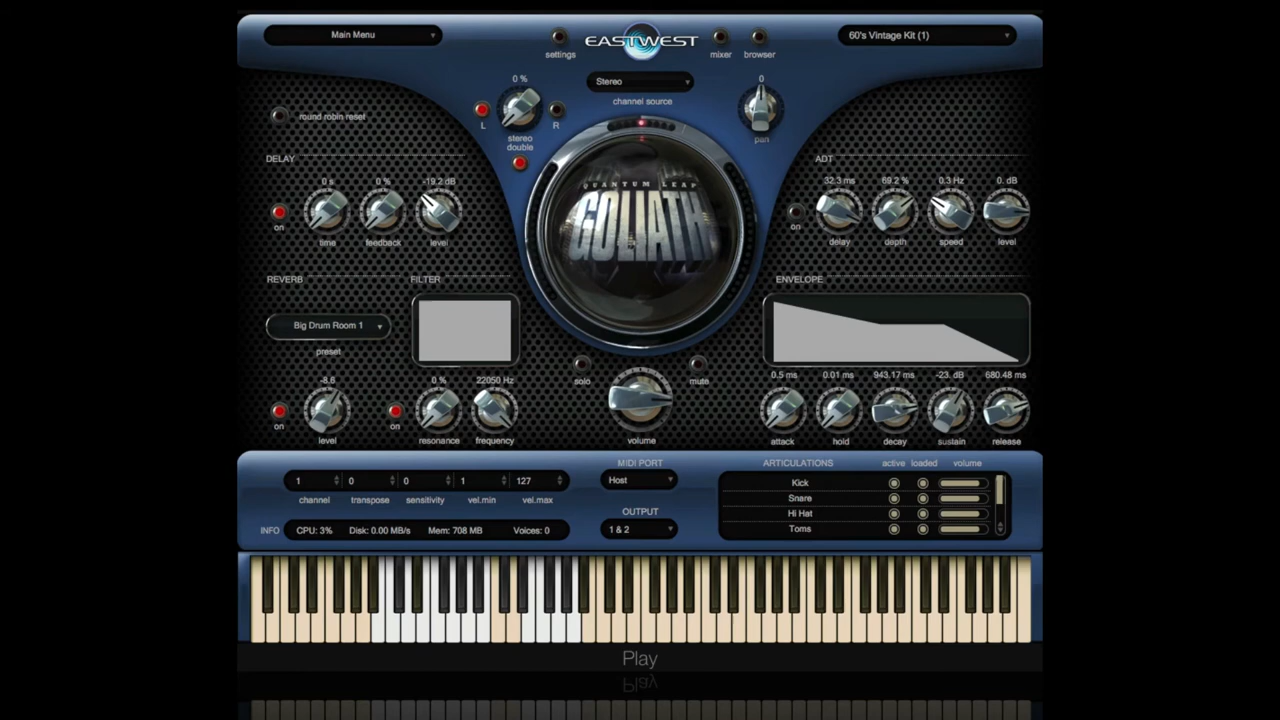 Main Menu
settings
EASTWEST
mixer
browser
60's Vintage Kit (1)
0 %
Stereo
0
channel source
L
R
round robin reset
stereo
double
pan
DELAY
ADT
0 s
0 %
-19.2 dB
32.3 ms
69.2 %
0.3 Hz
0. dB
QUANTUM LEAP
GOLIATH
on
time
feedback
level
on
delay
depth
speed
level
REVERB
FILTER
ENVELOPE
Big Drum Room 1
preset
solo
mute
-8.6
0 %
22050 Hz
0.5 ms
0.01 ms
943.17 ms
-23. dB
680.48 ms
on
level
on
resonance
frequency
volume
attack
hold
decay
sustain
release
1
0
0
1
127
channel
transpose
sensitivity
vel.min
vel.max
INFO
CPU: 3%
Disk: 0.00 MB/s
Mem: 708 MB
Voices: 0
MIDI PORT
Host
OUTPUT
1 & 2
ARTICULATIONS
active
loaded
volume
Kick
Snare
Hi Hat
Toms
Play
Play